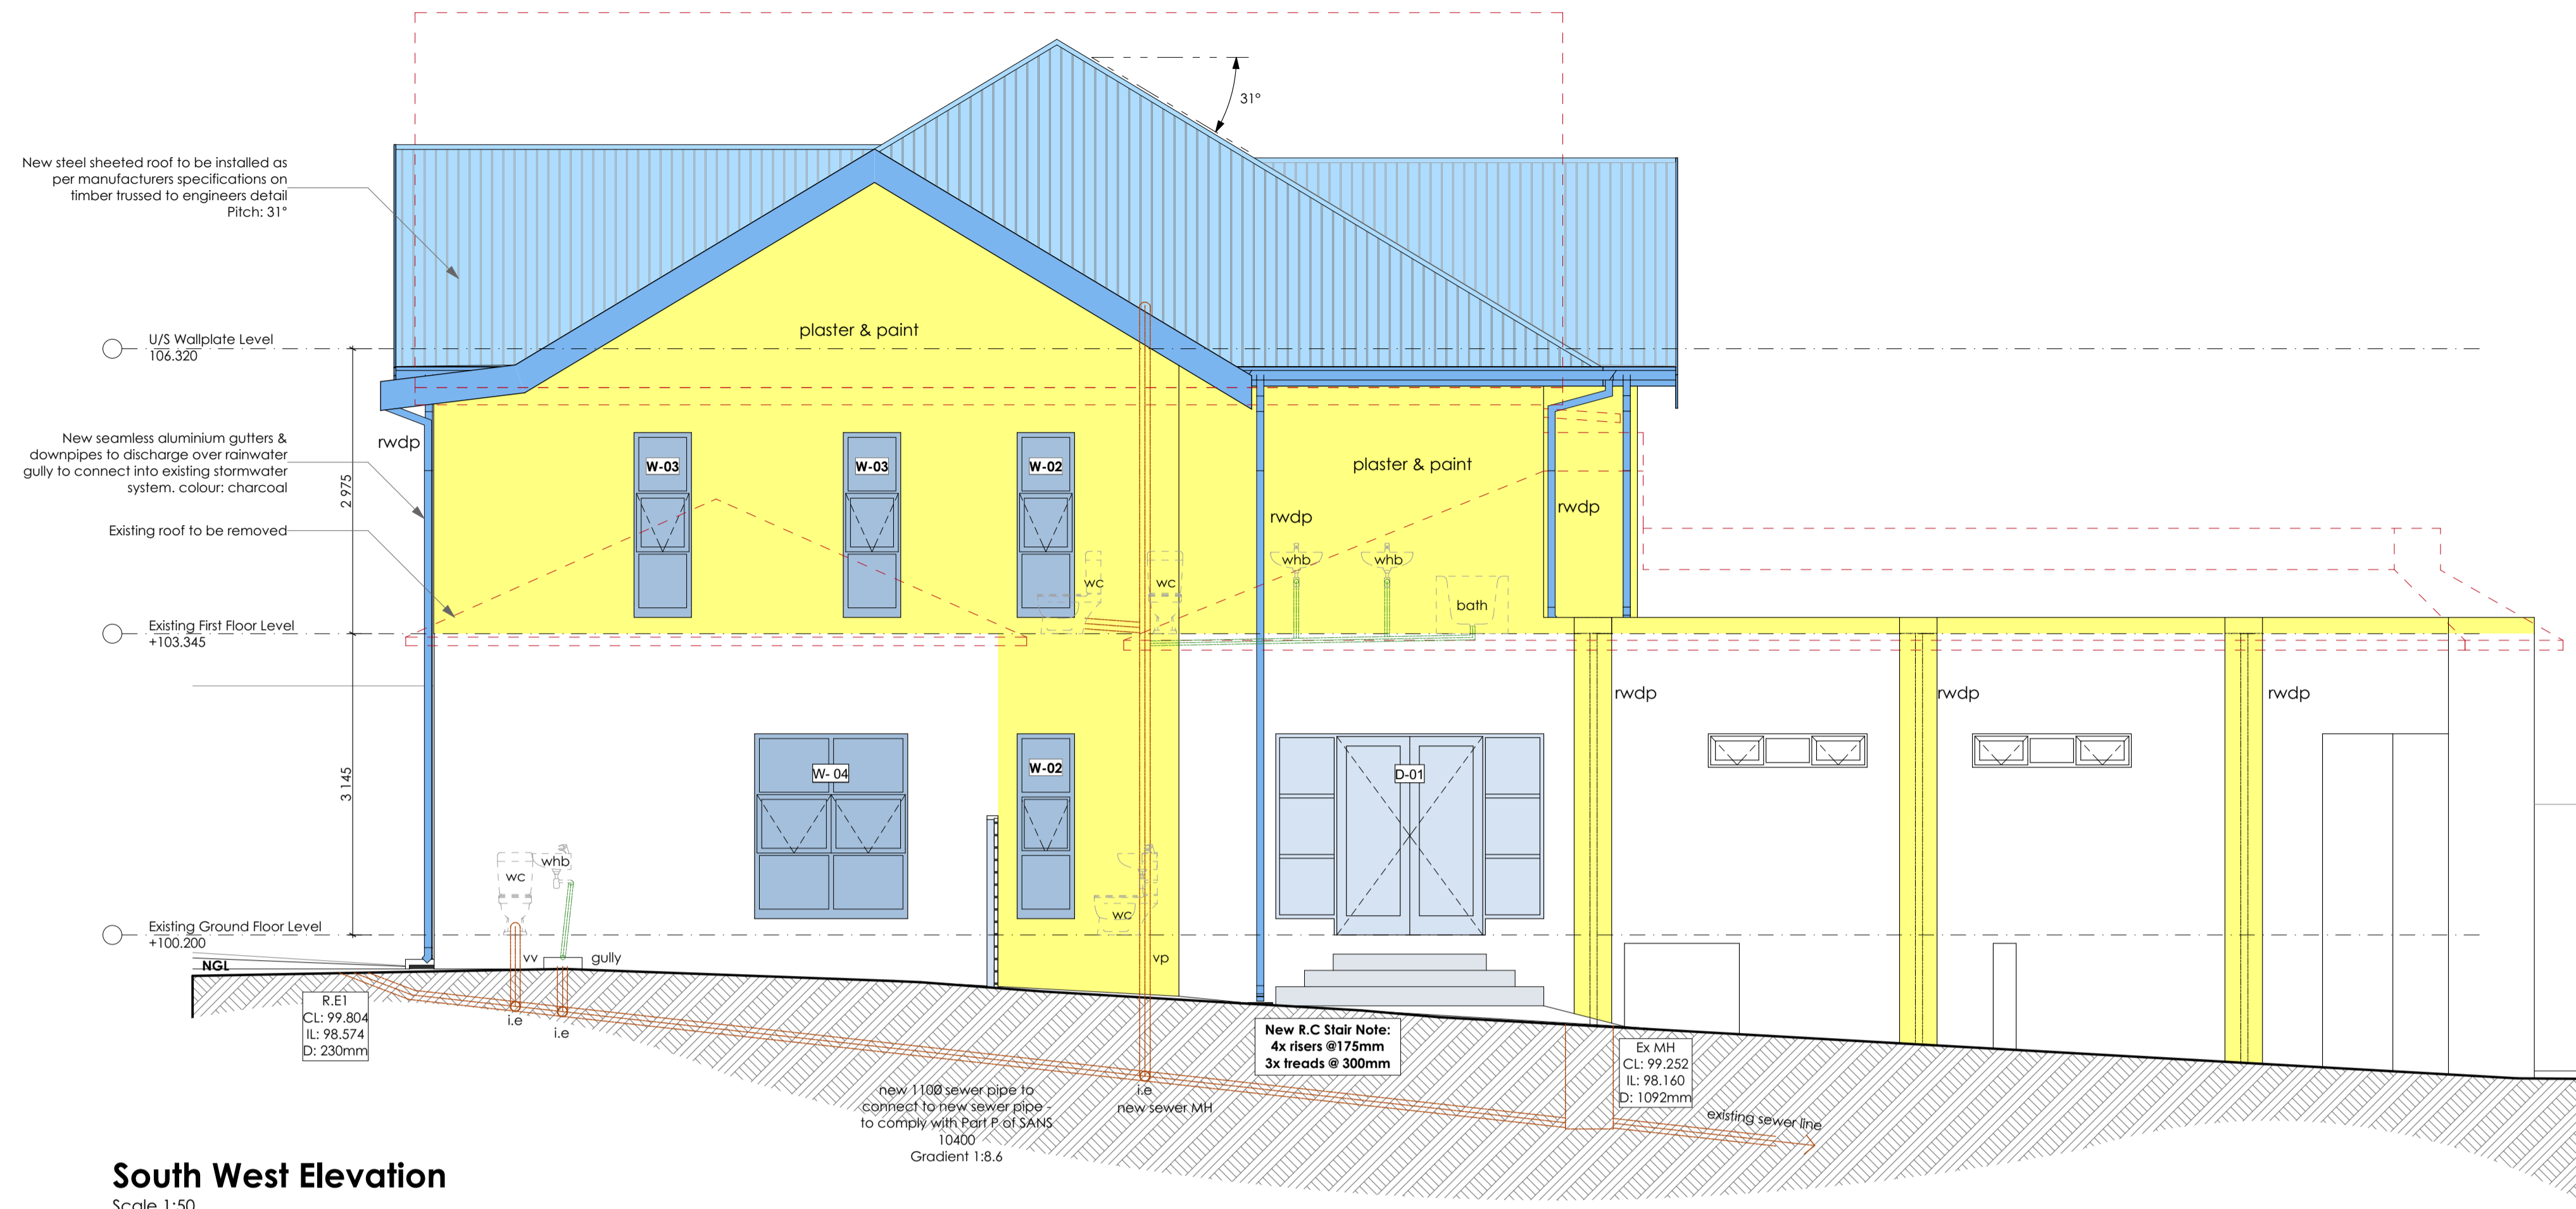 31°
New steel sheeted roof to be installed as
per manufacturers specifications on
timber trussed to engineers detail
Pitch: 31°
plaster & paint
U/S Wallplate Level
106.320
New seamless aluminium gutters &
downpipes to discharge over rainwater
gully to connect into existing stormwater
system. colour: charcoal
rwdp
2 975
W-03
W-03
W-02
plaster & paint
rwdp
rwdp
Existing roof to be removed
wc
wc
whb
whb
bath
Existing First Floor Level
+103.345
rwdp
rwdp
rwdp
3 145
W- 04
W-02
D-01
wc
whb
wc
Existing Ground Floor Level
+100.200
NGL
vv
gully
vp
R.E1
CL: 99.804
IL: 98.574
D: 230mm
i.e
i.e
New R.C Stair Note:
4x risers @175mm
3x treads @ 300mm
Ex MH
CL: 99.252
IL: 98.160
D: 1092mm
i.e
new sewer MH
new 110Ø sewer pipe to
connect to new sewer pipe -
to comply with Part P of SANS
10400
Gradient 1:8.6
existing sewer line
South West Elevation
Scale 1:50